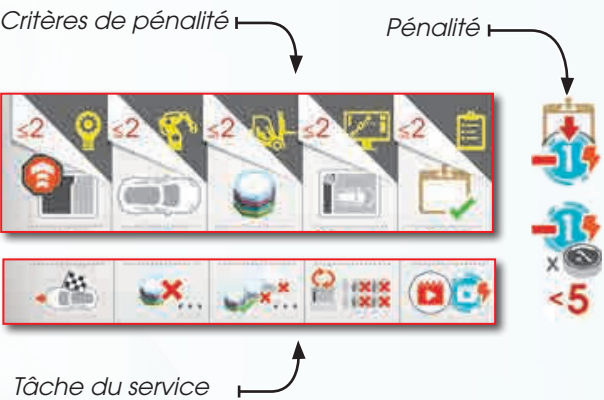 Critères de pénalité
Pénalité
≤2 ≤2 ≤2 ≤2 ≤2
-1
-1
x
<5
... ...
Tâche du service